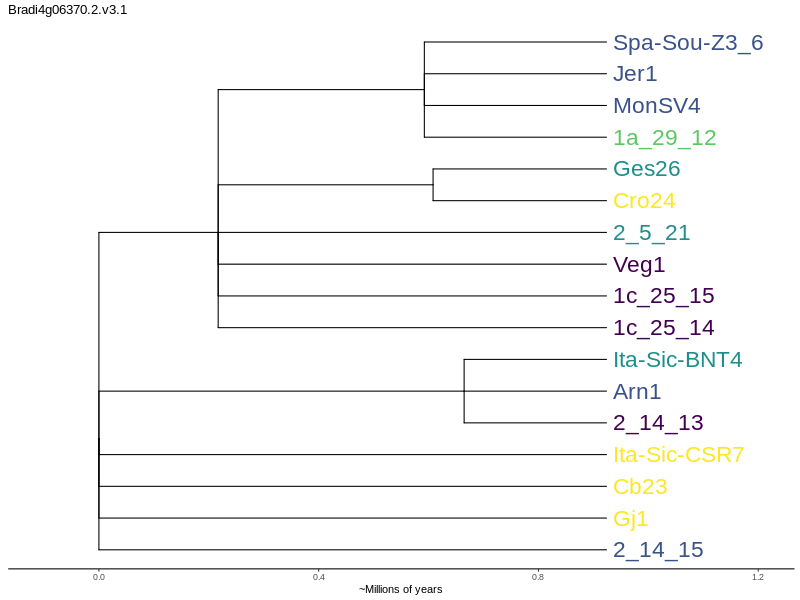 Bradi4g06370.2.v3.1
Spa-Sou-Z3_6
Jer1
MonSV4
1a_29_12
Ges26
Cro24
2_5_21
Veg1
1c_25_15
1c_25_14
Ita-Sic-BNT4
Arn1
2_14_13
Ita-Sic-CSR7
Cb23
Gj1
2_14_15
0.0 0.4 0.8 1.2
~Millions of years